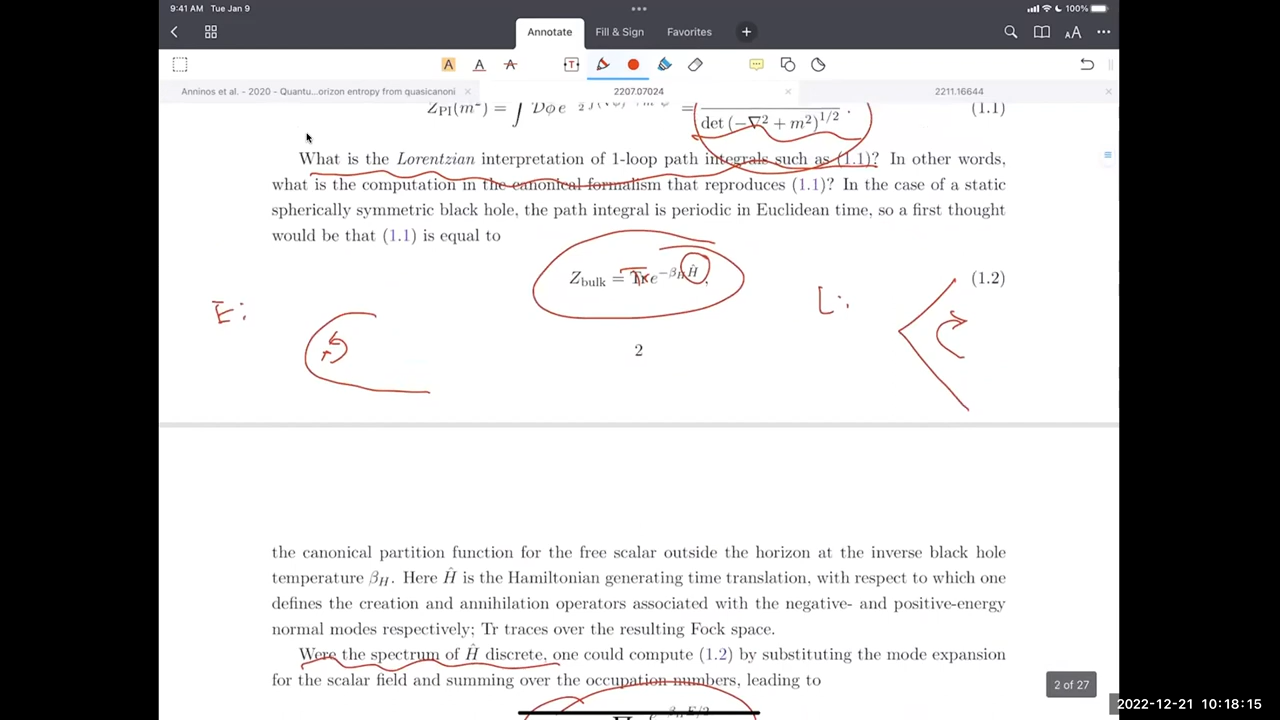 9:41 AM Tue Jan 9
100%
Annotate Fill & Sign Favorites
Anninos et al. - 2020 - Quantu...orizon entropy from quasicanoni 2207.07024 2211.16644
Z_PI(m²) = ∫ 𝒟ϕ e = (1.1)
det (−∇² + m²)^{1/2} .
What is the Lorentzian interpretation of 1-loop path integrals such as (1.1)? In other words,
what is the computation in the canonical formalism that reproduces (1.1)? In the case of a static
spherically symmetric black hole, the path integral is periodic in Euclidean time, so a first thought
would be that (1.1) is equal to
Z_bulk = Tr e^{−β_H Ĥ} , (1.2)
E: L:
2
the canonical partition function for the free scalar outside the horizon at the inverse black hole
temperature β_H. Here Ĥ is the Hamiltonian generating time translation, with respect to which one
defines the creation and annihilation operators associated with the negative- and positive-energy
normal modes respectively; Tr traces over the resulting Fock space.
Were the spectrum of Ĥ discrete, one could compute (1.2) by substituting the mode expansion
for the scalar field and summing over the occupation numbers, leading to
2 of 27
e^{−β_H E/2}
2022-12-21 10:18:15